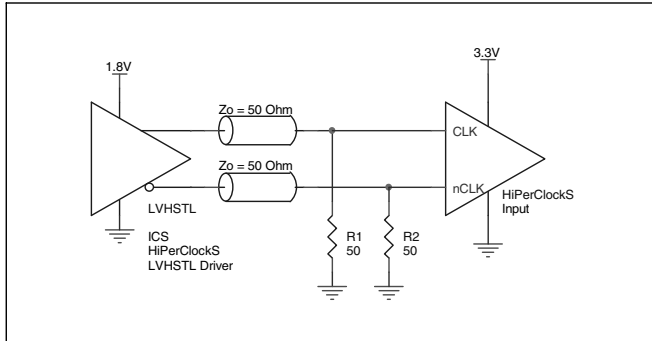 1.8V
3.3V
Zo = 50 Ohm
CLK
Zo = 50 Ohm
nCLK
HiPerClockS
Input
LVHSTL
ICS
HiPerClockS
LVHSTL Driver
R1
50
R2
50